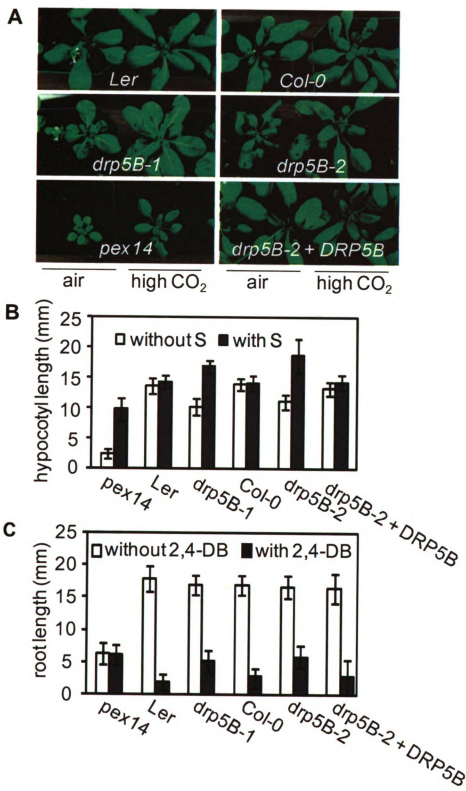 A
Ler
Col-0
drp5B-1
drp5B-2
pex14
drp5B-2 + DRP5B
air
high CO₂
air
high CO₂
B
hypocotyl length (mm)
25
20
15
10
5
0
without S
with S
pex14
Ler
drp5B-1
Col-0
drp5B-2
drp5B-2 + DRP5B
C
root length (mm)
25
20
15
10
5
0
without 2,4-DB
with 2,4-DB
pex14
Ler
drp5B-1
Col-0
drp5B-2
drp5B-2 + DRP5B